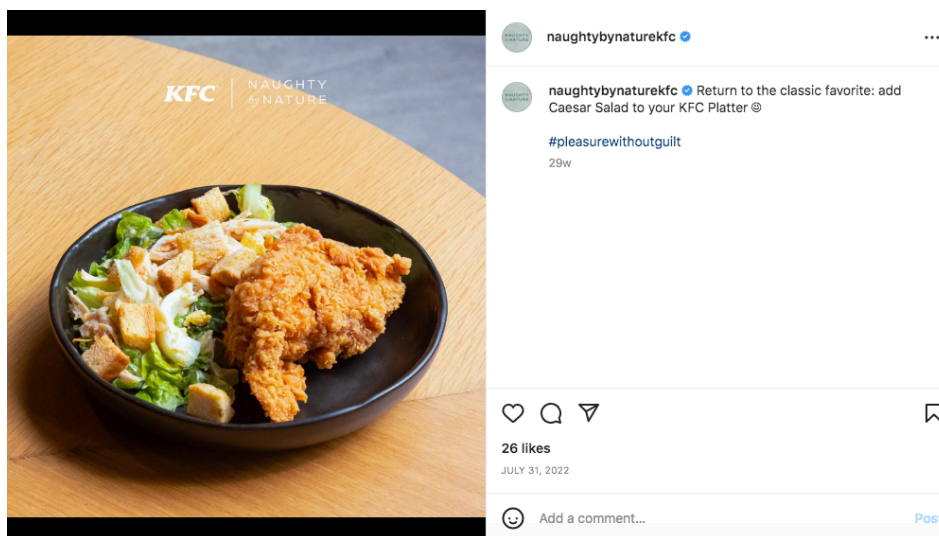 KFC
NAUGHTY
by NATURE
naughtybynaturekfc
naughtybynaturekfc Return to the classic favorite: add
Caesar Salad to your KFC Platter
#pleasurewithoutguilt
29w
26 likes
JULY 31, 2022
Add a comment...
Pos